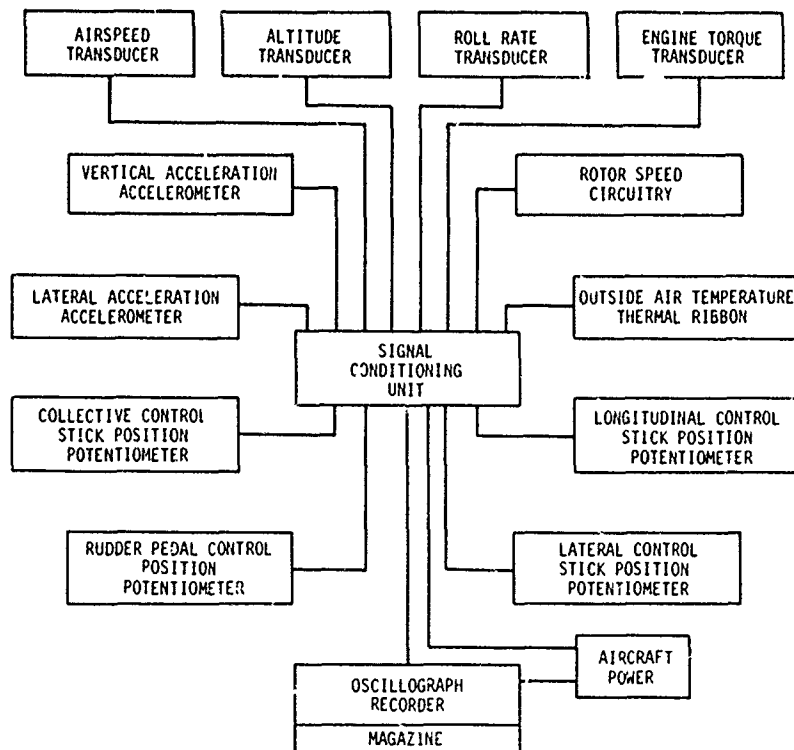 AIRSPEED
TRANSDUCER
ALTITUDE
TRANSDUCER
ROLL RATE
TRANSDUCER
ENGINE TORQUE
TRANSDUCER
VERTICAL ACCELERATION
ACCELEROMETER
ROTOR SPEED
CIRCUITRY
LATERAL ACCELERATION
ACCELEROMETER
OUTSIDE AIR TEMPERATURE
THERMAL RIBBON
SIGNAL
CONDITIONING
UNIT
COLLECTIVE CONTROL
STICK POSITION
POTENTIOMETER
LONGITUDINAL CONTROL
STICK POSITION
POTENTIOMETER
RUDDER PEDAL CONTROL
POSITION
POTENTIOMETER
LATERAL CONTROL
STICK POSITION
POTENTIOMETER
AIRCRAFT
POWER
OSCILLOGRAPH
RECORDER
MAGAZINE